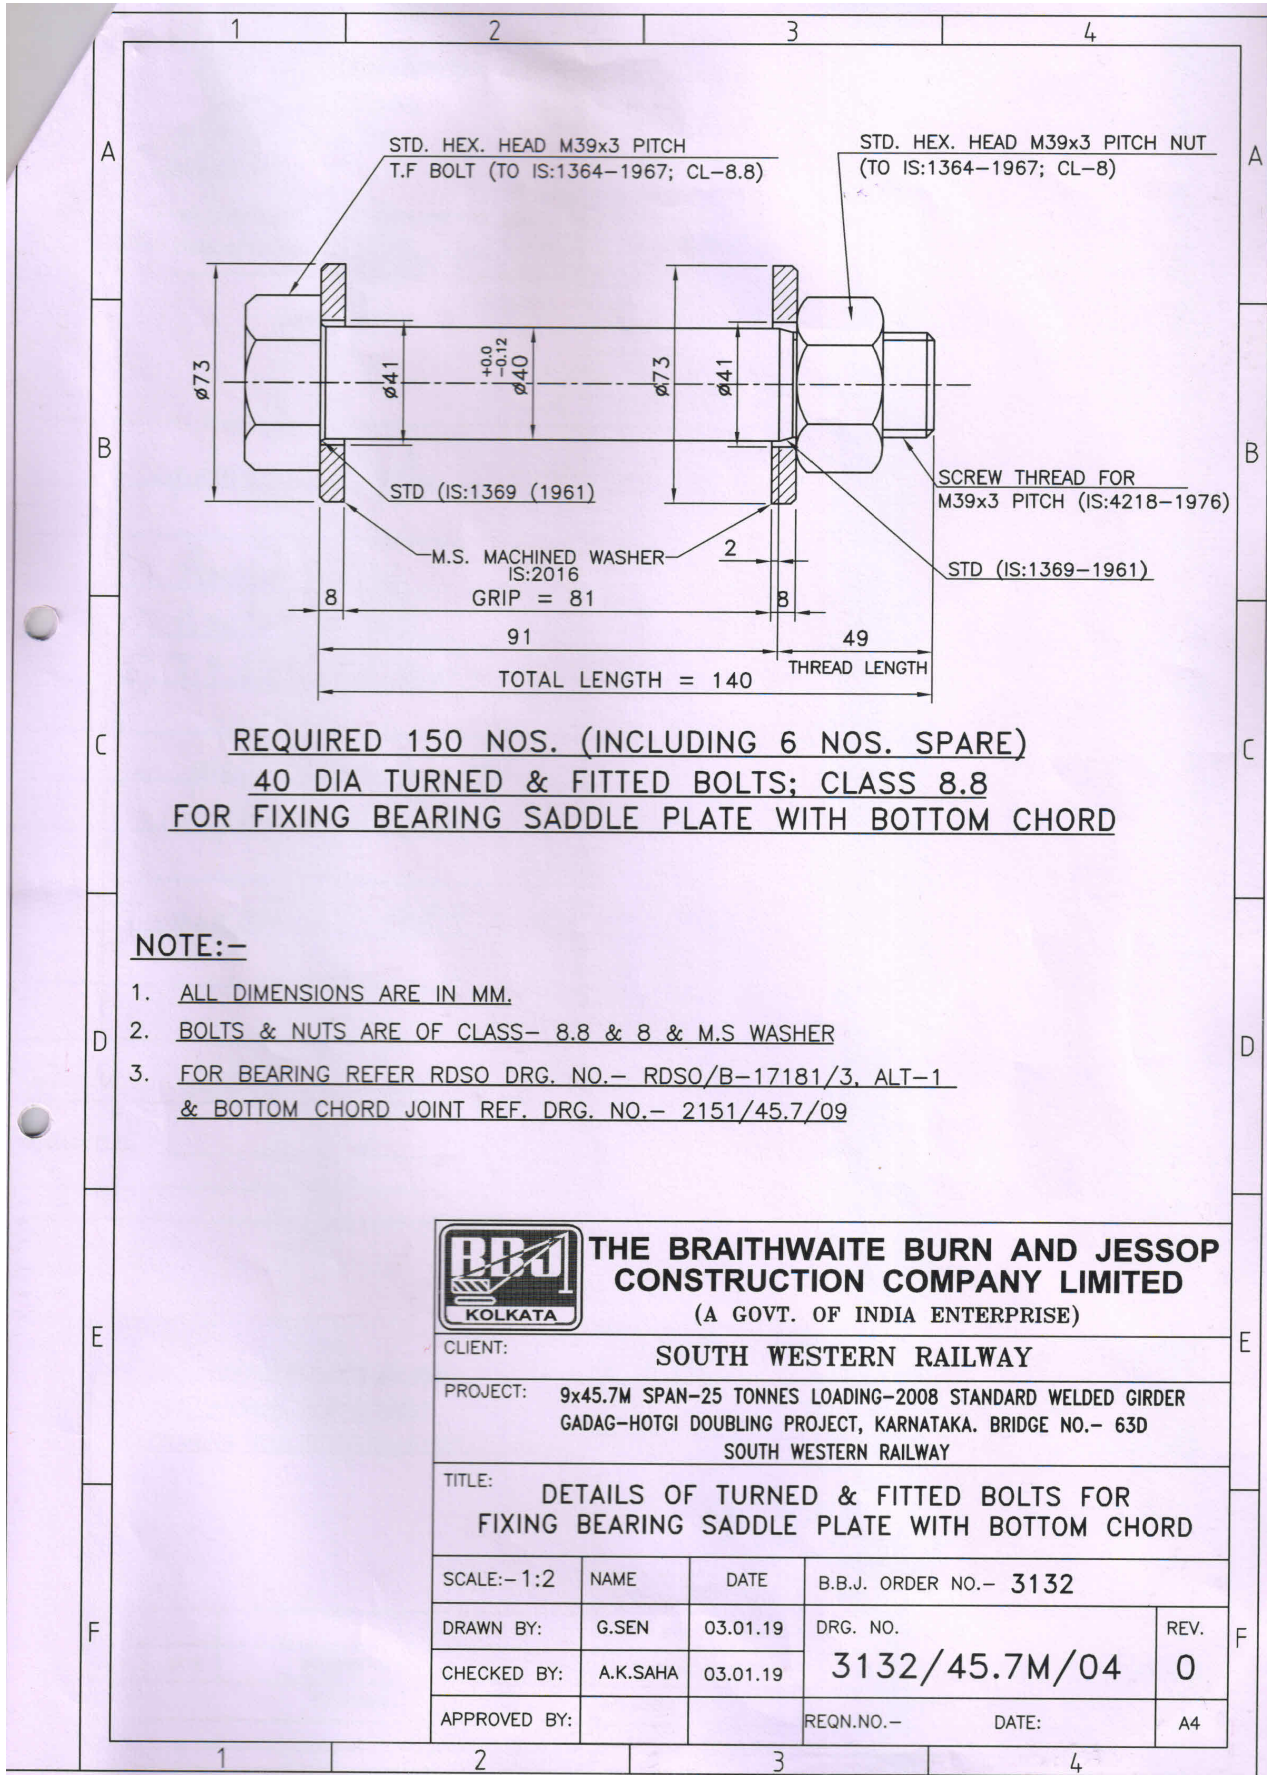 1 2 3 4
A A
STD. HEX. HEAD M39x3 PITCH
T.F BOLT (TO IS:1364-1967; CL-8.8)
STD. HEX. HEAD M39x3 PITCH NUT
(TO IS:1364-1967; CL-8)
ø73
ø41
+0.0
-0.12
ø40
ø73
ø41
B B
STD (IS:1369 (1961)
SCREW THREAD FOR
M39x3 PITCH (IS:4218-1976)
M.S. MACHINED WASHER
IS:2016
2
STD (IS:1369-1961)
8
GRIP = 81
8
91
49
THREAD LENGTH
TOTAL LENGTH = 140
C C
REQUIRED 150 NOS. (INCLUDING 6 NOS. SPARE)
40 DIA TURNED & FITTED BOLTS; CLASS 8.8
FOR FIXING BEARING SADDLE PLATE WITH BOTTOM CHORD
NOTE:-
1. ALL DIMENSIONS ARE IN MM.
2. BOLTS & NUTS ARE OF CLASS- 8.8 & 8 & M.S WASHER
3. FOR BEARING REFER RDSO DRG. NO.- RDSO/B-17181/3, ALT-1
& BOTTOM CHORD JOINT REF. DRG. NO.- 2151/45.7/09
D D
BBJ
KOLKATA
THE BRAITHWAITE BURN AND JESSOP
CONSTRUCTION COMPANY LIMITED
(A GOVT. OF INDIA ENTERPRISE)
E E
CLIENT: SOUTH WESTERN RAILWAY
PROJECT: 9x45.7M SPAN-25 TONNES LOADING-2008 STANDARD WELDED GIRDER
GADAG-HOTGI DOUBLING PROJECT, KARNATAKA. BRIDGE NO.- 63D
SOUTH WESTERN RAILWAY
TITLE: DETAILS OF TURNED & FITTED BOLTS FOR
FIXING BEARING SADDLE PLATE WITH BOTTOM CHORD
SCALE:- 1:2 NAME DATE B.B.J. ORDER NO.- 3132
DRAWN BY: G.SEN 03.01.19 DRG. NO. REV.
F F
CHECKED BY: A.K.SAHA 03.01.19 3132/45.7M/04 0
APPROVED BY: REQN.NO.- DATE: A4
1 2 3 4